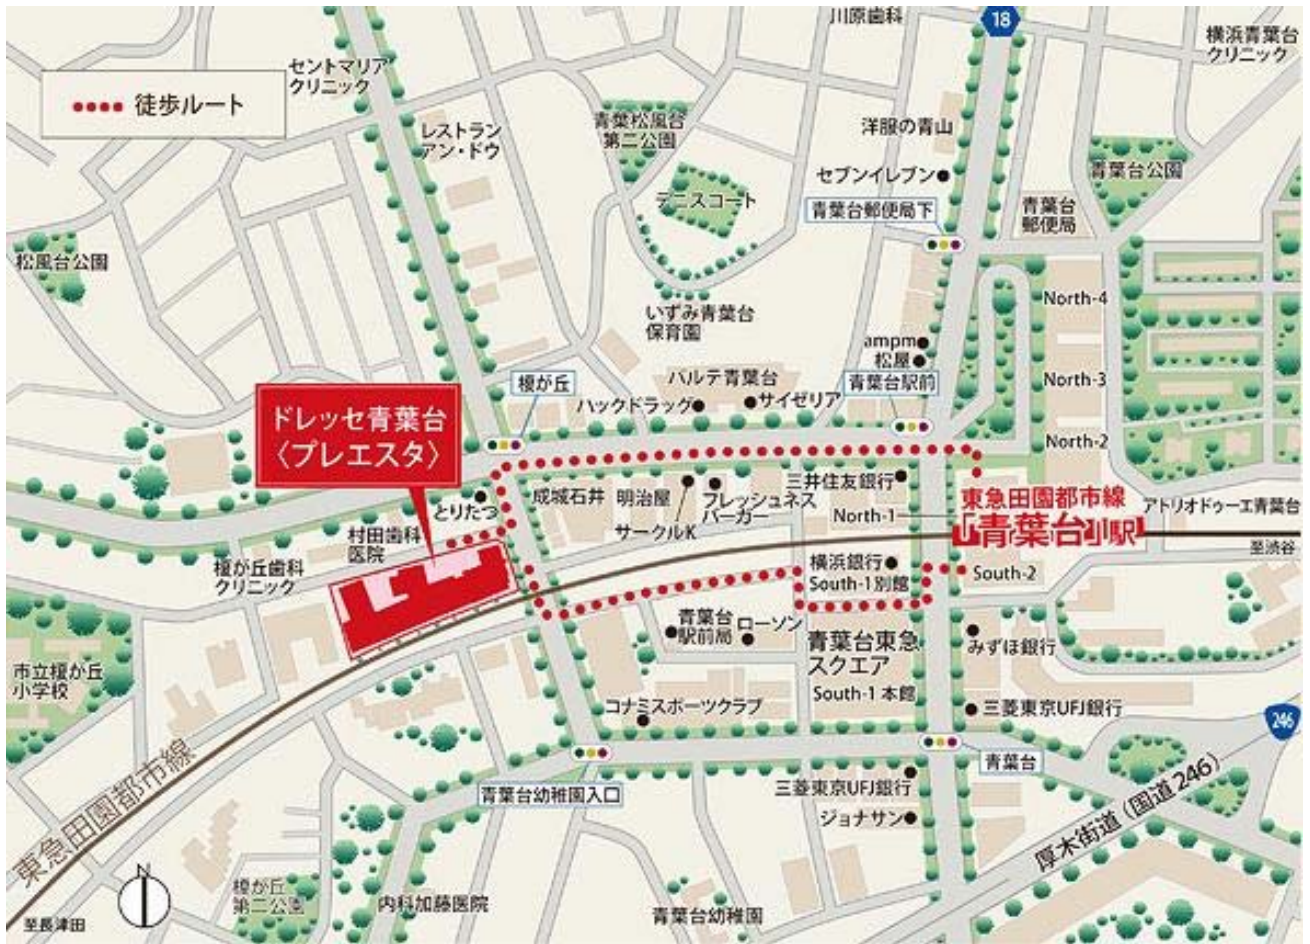 川原歯科
18
横浜青葉台
クリニック
セントマリア
クリニック
徒歩ルート
レストラン
アン・ドウ
青葉松風台
第二公園
洋服の青山
セブンイレブン
青葉台公園
テニスコート
青葉台郵便局下
青葉台
郵便局
松風台公園
North-4
いずみ青葉台
保育園
ampm
松屋
榎が丘
バルテ青葉台
青葉台駅前
North-3
ハックドラッグ
サイゼリア
ドレッセ青葉台
〈プレエスタ〉
North-2
とりたつ
成城石井
明治屋
フレッシュネス
バーガー
サークルK
三井住友銀行
North-1
東急田園都市線
「青葉台」駅
アトリオドゥーエ青葉台
至渋谷
村田歯科
医院
榎が丘歯科
クリニック
横浜銀行
South-1別館
South-2
青葉台
駅前局
ローソン
青葉台東急
スクエア
みずほ銀行
South-1 本館
市立榎が丘
小学校
コナミスポーツクラブ
三菱東京UFJ銀行
246
青葉台
青葉台幼稚園入口
三菱東京UFJ銀行
ジョナサン
厚木街道(国道246)
東急田園都市線
N
榎が丘
第二公園
内科加藤医院
青葉台幼稚園
至長津田